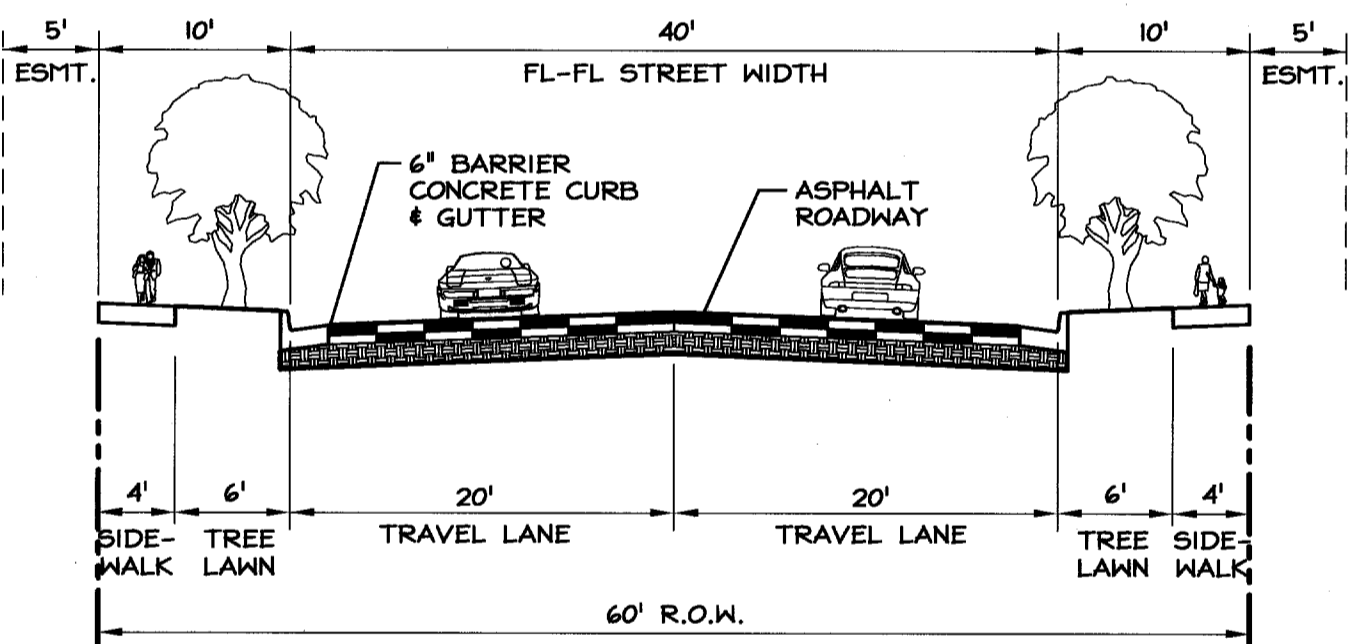 5' 10' 40' 10' 5'
ESMT. FL-FL STREET WIDTH ESMT.
6" BARRIER
CONCRETE CURB
& GUTTER
ASPHALT
ROADWAY
4' 6' 20' 20' 6' 4'
SIDE-
WALK
TREE
LAWN
TRAVEL LANE
TRAVEL LANE
TREE
LAWN
SIDE-
WALK
60' R.O.W.